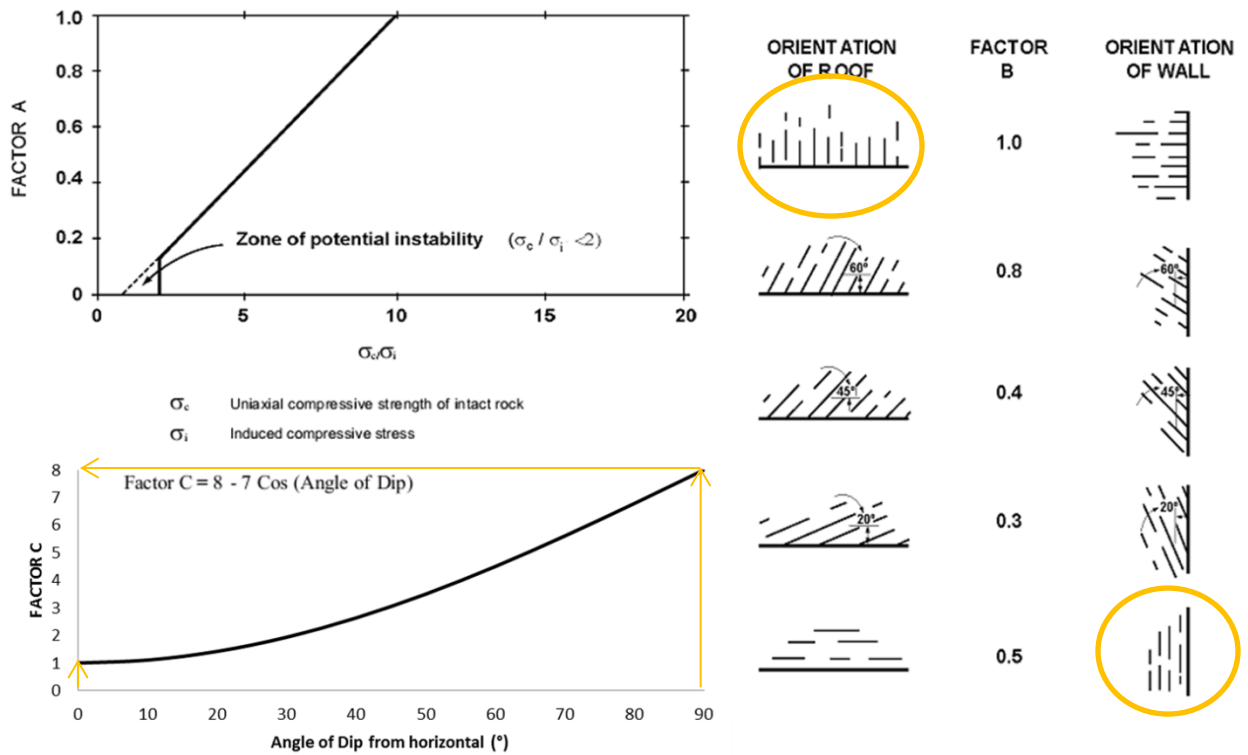 1.0
0.8
0.6
0.4
0.2
0
FACTOR A
Zone of potential instability (σc / σi <2)
0 5 10 15 20
σc/σi
σc Uniaxial compressive strength of intact rock
σi Induced compressive stress
8
7
6
5
4
3
2
1
0
FACTOR C
Factor C = 8 - 7 Cos (Angle of Dip)
0 10 20 30 40 50 60 70 80 90
Angle of Dip from horizontal (°)
ORIENTATION OF ROOF
FACTOR B
ORIENTATION OF WALL
1.0
60° 0.8 60°
45° 0.4 45°
20° 0.3 20°
0.5